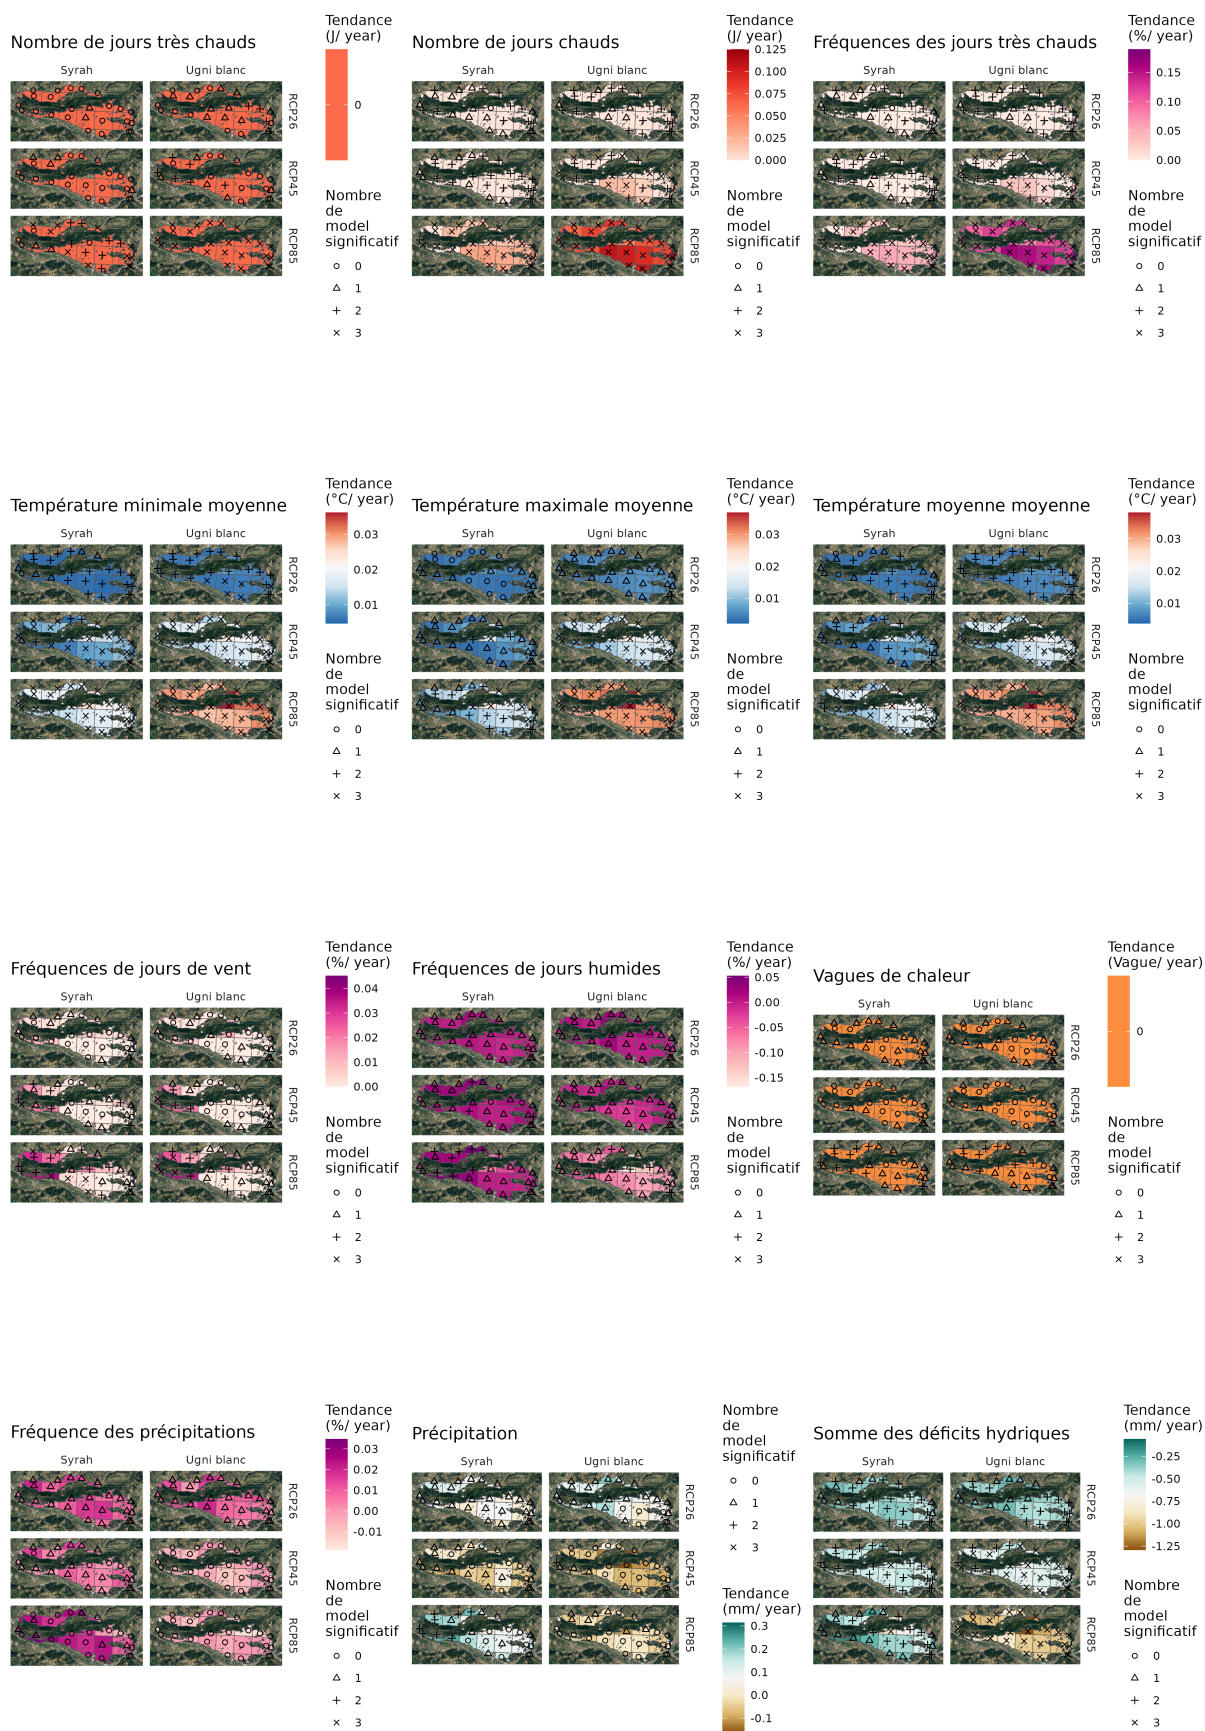 Nombre de jours très chauds
Syrah
Ugni blanc
RCP26
RCP45
RCP85
Tendance
(J/ year)
0
Nombre
de
model
significatif
0
1
2
3
Nombre de jours chauds
Syrah
Ugni blanc
RCP26
RCP45
RCP85
Tendance
(J/ year)
0.125
0.100
0.075
0.050
0.025
0.000
Nombre
de
model
significatif
0
1
2
3
Fréquences des jours très chauds
Syrah
Ugni blanc
RCP26
RCP45
RCP85
Tendance
(%/ year)
0.15
0.10
0.05
0.00
Nombre
de
model
significatif
0
1
2
3
Température minimale moyenne
Syrah
Ugni blanc
RCP26
RCP45
RCP85
Tendance
(°C/ year)
0.03
0.02
0.01
Nombre
de
model
significatif
0
1
2
3
Température maximale moyenne
Syrah
Ugni blanc
RCP26
RCP45
RCP85
Tendance
(°C/ year)
0.03
0.02
0.01
Nombre
de
model
significatif
0
1
2
3
Température moyenne moyenne
Syrah
Ugni blanc
RCP26
RCP45
RCP85
Tendance
(°C/ year)
0.03
0.02
0.01
Nombre
de
model
significatif
0
1
2
3
Fréquences de jours de vent
Syrah
Ugni blanc
RCP26
RCP45
RCP85
Tendance
(%/ year)
0.04
0.03
0.02
0.01
0.00
Nombre
de
model
significatif
0
1
2
3
Fréquences de jours humides
Syrah
Ugni blanc
RCP26
RCP45
RCP85
Tendance
(%/ year)
0.05
0.00
-0.05
-0.10
-0.15
Nombre
de
model
significatif
0
1
2
3
Vagues de chaleur
Syrah
Ugni blanc
RCP26
RCP45
RCP85
Tendance
(Vague/ year)
0
Nombre
de
model
significatif
0
1
2
3
Fréquence des précipitations
Syrah
Ugni blanc
RCP26
RCP45
RCP85
Tendance
(%/ year)
0.03
0.02
0.01
0.00
-0.01
Nombre
de
model
significatif
0
1
2
3
Précipitation
Syrah
Ugni blanc
RCP26
RCP45
RCP85
Nombre
de
model
significatif
0
1
2
3
Tendance
(mm/ year)
0.3
0.2
0.1
0.0
-0.1
Somme des déficits hydriques
Syrah
Ugni blanc
RCP26
RCP45
RCP85
Tendance
(mm/ year)
-0.25
-0.50
-0.75
-1.00
-1.25
Nombre
de
model
significatif
0
1
2
3